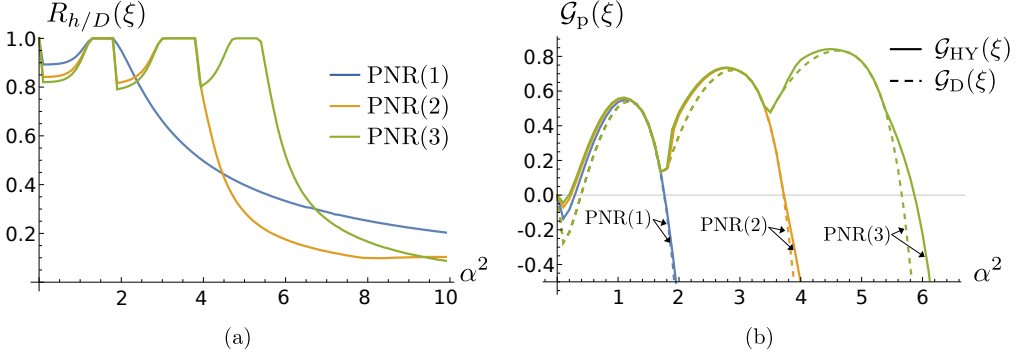 R_{h/D}(ξ)
1.0
0.8
0.6
0.4
0.2
2
4
6
8
10
α²
PNR(1)
PNR(2)
PNR(3)
(a)
𝒢_p(ξ)
0.8
0.6
0.4
0.2
0.0
-0.2
-0.4
1
2
3
4
5
6
α²
𝒢_HY(ξ)
𝒢_D(ξ)
PNR(1)
PNR(2)
PNR(3)
(b)